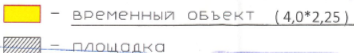 - временный объект (4,0*2,25)
- площадка